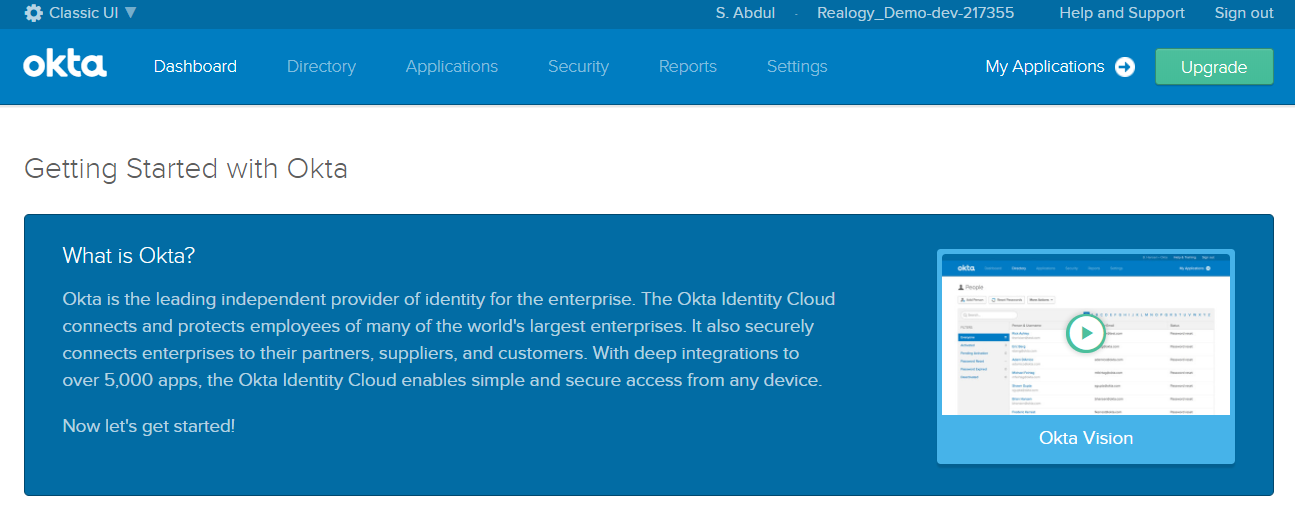 Classic UI
S. Abdul
Realogy_Demo-dev-217355
Help and Support
Sign out
okta
Dashboard
Directory
Applications
Security
Reports
Settings
My Applications
Upgrade
Getting Started with Okta
What is Okta?
Okta is the leading independent provider of identity for the enterprise. The Okta Identity Cloud
connects and protects employees of many of the world's largest enterprises. It also securely
connects enterprises to their partners, suppliers, and customers. With deep integrations to
over 5,000 apps, the Okta Identity Cloud enables simple and secure access from any device.
Now let's get started!
okta
My Applications
People
Okta Vision